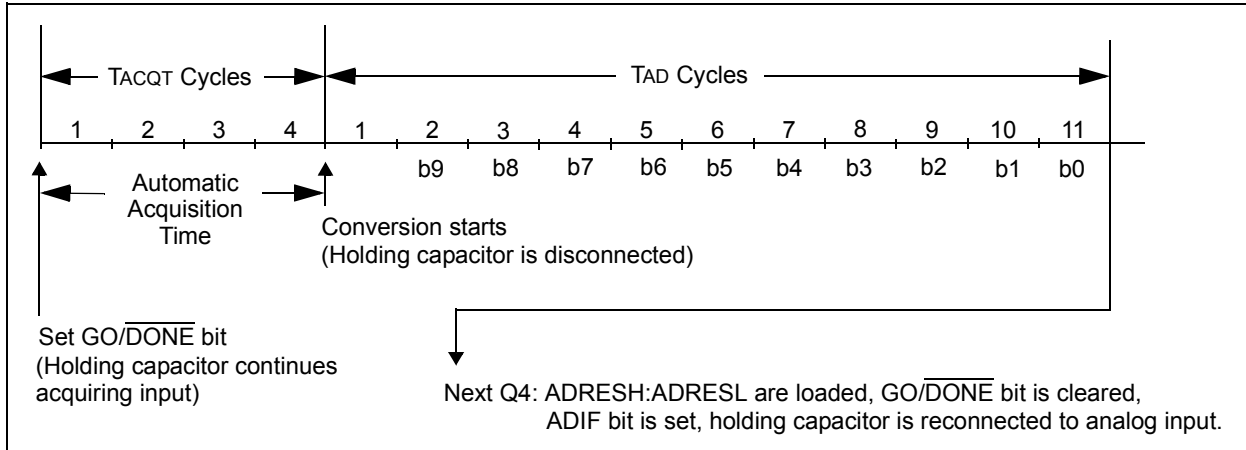 TACQT Cycles
TAD Cycles
1 2 3 4 1 2 3 4 5 6 7 8 9 10 11
b9 b8 b7 b6 b5 b4 b3 b2 b1 b0
Automatic
Acquisition
Time
Conversion starts
(Holding capacitor is disconnected)
Set GO/DONE bit
(Holding capacitor continues
acquiring input)
Next Q4: ADRESH:ADRESL are loaded, GO/DONE bit is cleared,
ADIF bit is set, holding capacitor is reconnected to analog input.